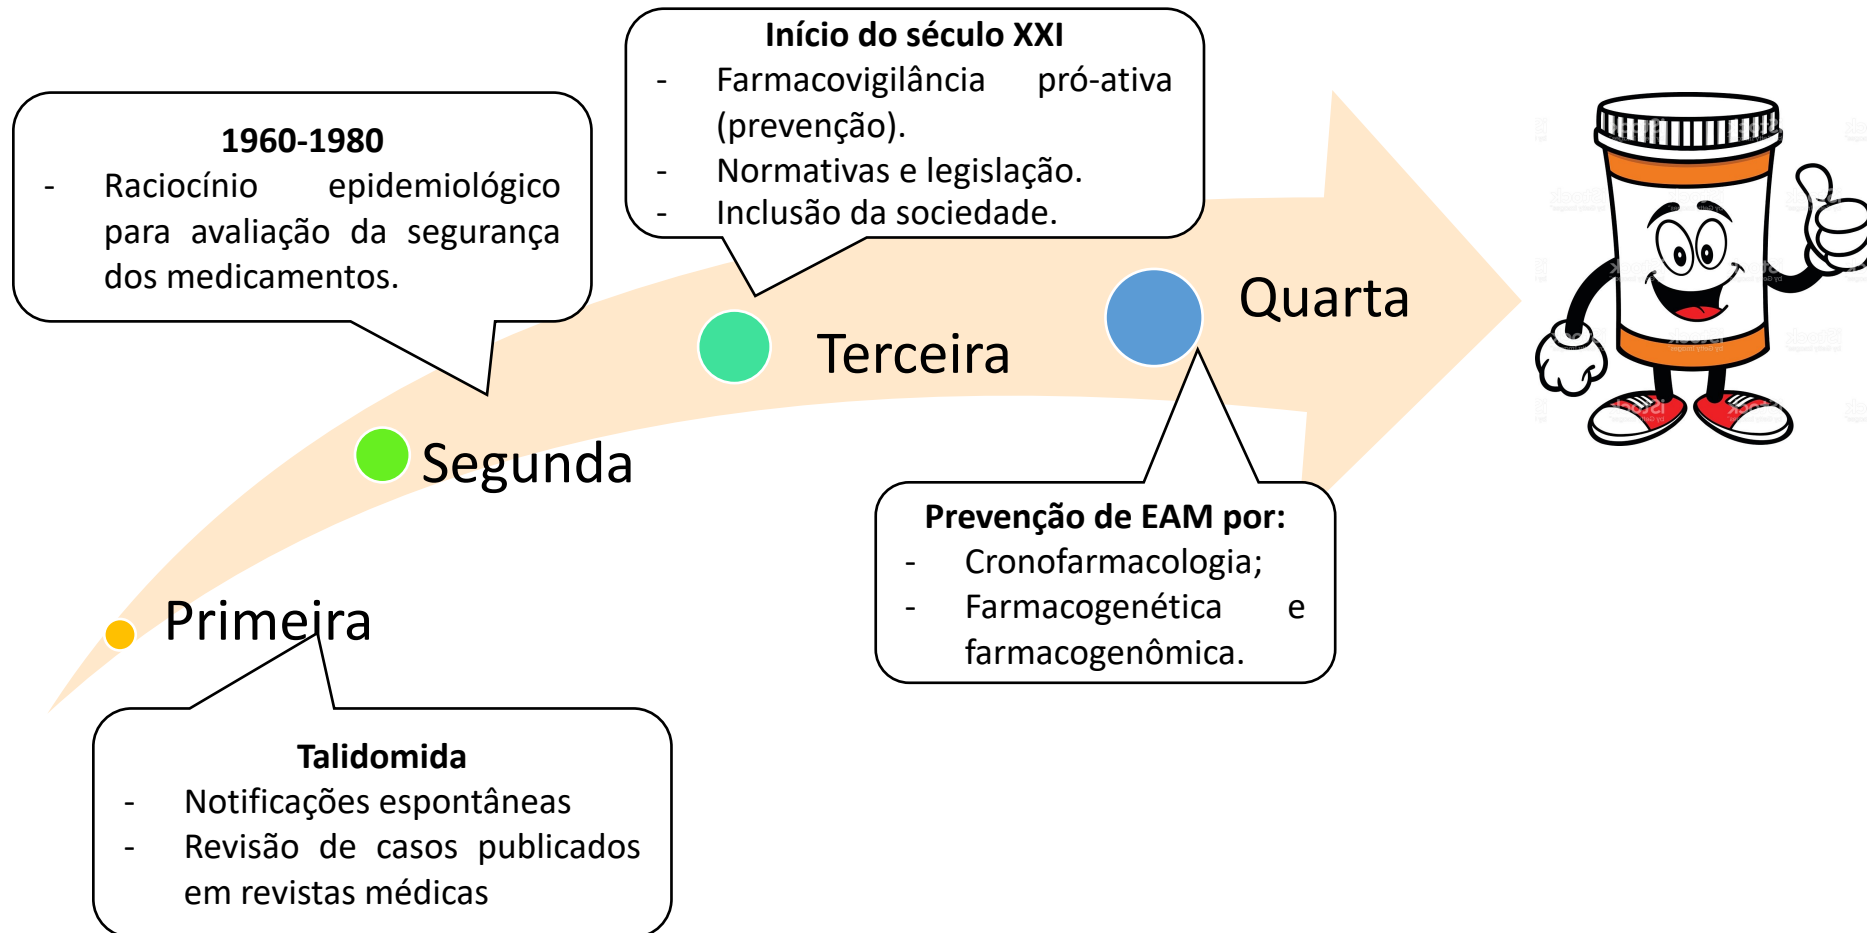 Início do século XXI
- Farmacovigilância pró-ativa
(prevenção).
- Normativas e legislação.
- Inclusão da sociedade.
1960-1980
- Raciocínio epidemiológico
para avaliação da segurança
dos medicamentos.
Quarta
Terceira
Segunda
Primeira
Prevenção de EAM por:
- Cronofarmacologia;
- Farmacogenética e
farmacogenômica.
Talidomida
- Notificações espontâneas
- Revisão de casos publicados
em revistas médicas
iStock